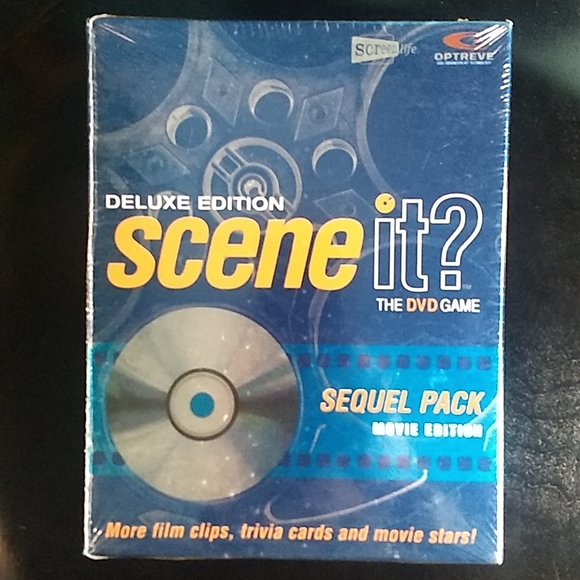 screenlife
OPTREVE
DELUXE EDITION
scene it?
THE DVD GAME
SEQUEL PACK
MOVIE EDITION
More film clips, trivia cards and movie stars!